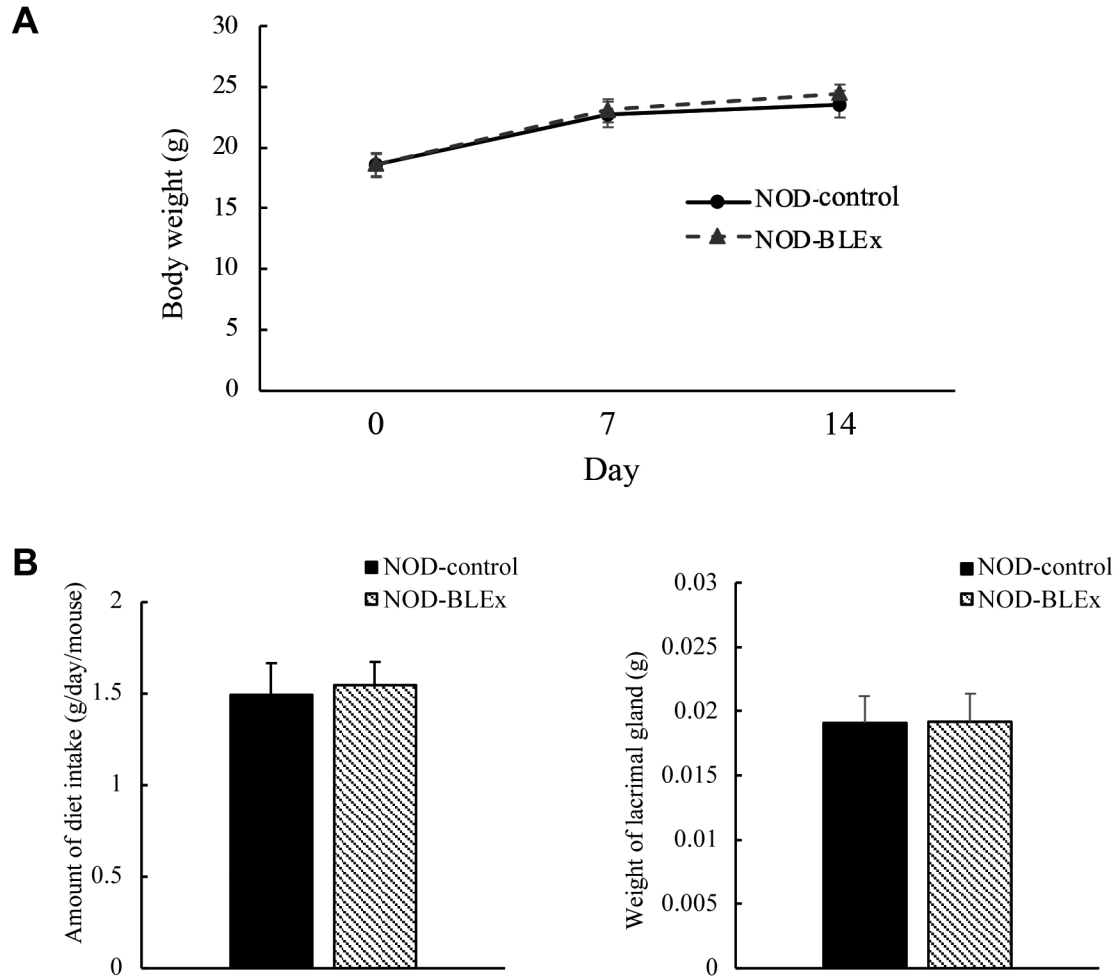 A
30
25
20
15
10
5
0
Body weight (g)
0 7 14
Day
NOD-control
NOD-BLEx
B
Amount of diet intake (g/day/mouse)
2
1.5
1
0.5
0
NOD-control
NOD-BLEx
Weight of lacrimal gland (g)
0.03
0.025
0.02
0.015
0.01
0.005
0
NOD-control
NOD-BLEx